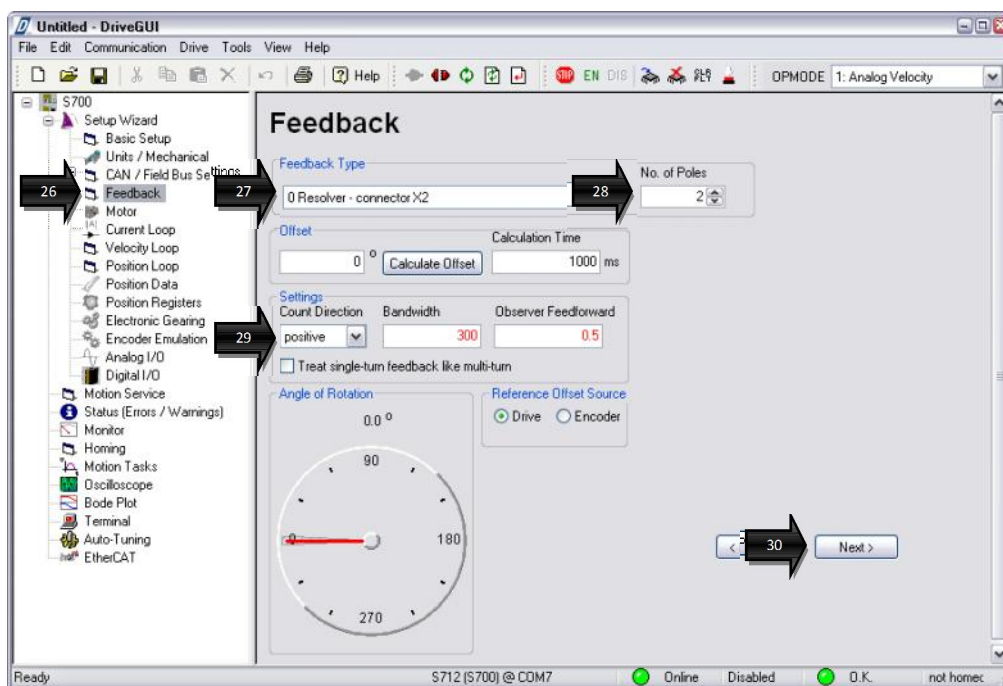 Untitled - DriveGUI
File Edit Communication Drive Tools View Help
Help STOP EN DIS OPMODE 1: Analog Velocity
S700
Setup Wizard
Basic Setup
Units / Mechanical
CAN / Field Bus Settings
26 Feedback
Motor
Current Loop
Velocity Loop
Position Loop
Position Data
Position Registers
Electronic Gearing
Encoder Emulation
Analog I/O
Digital I/O
Motion Service
Status (Errors / Warnings)
Monitor
Homing
Motion Tasks
Oscilloscope
Bode Plot
Terminal
Auto-Tuning
EtherCAT
Feedback
Feedback Type
No. of Poles
27 0 Resolver - connector X2 28 2
Offset
Calculation Time
0 ° Calculate Offset 1000 ms
Settings
Count Direction Bandwidth Observer Feedforward
29 positive 300 0.5
Treat single-turn feedback like multi-turn
Angle of Rotation
Reference Offset Source
0.0 °
Drive Encoder
90
0 180
270
< 30 Next >
Ready S712 (S700) @ COM7 Online Disabled O.K. not homed